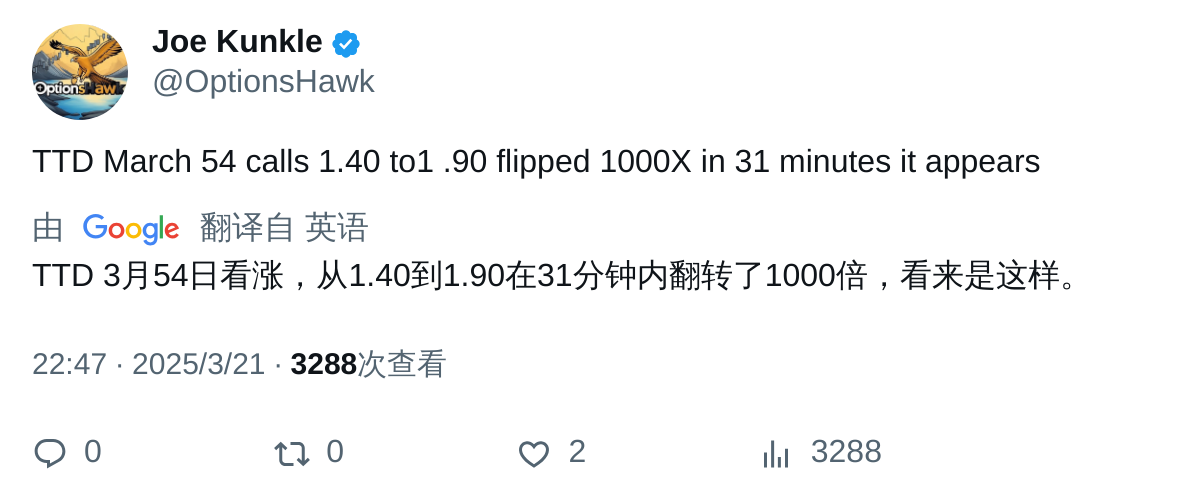 OptionsHawk
Joe Kunkle
@OptionsHawk
TTD March 54 calls 1.40 to1 .90 flipped 1000X in 31 minutes it appears
由 Google 翻译自 英语
TTD 3月54日看涨，从1.40到1.90在31分钟内翻转了1000倍，看来是这样。
22:47 · 2025/3/21 · 3288次查看
0 0 2 3288